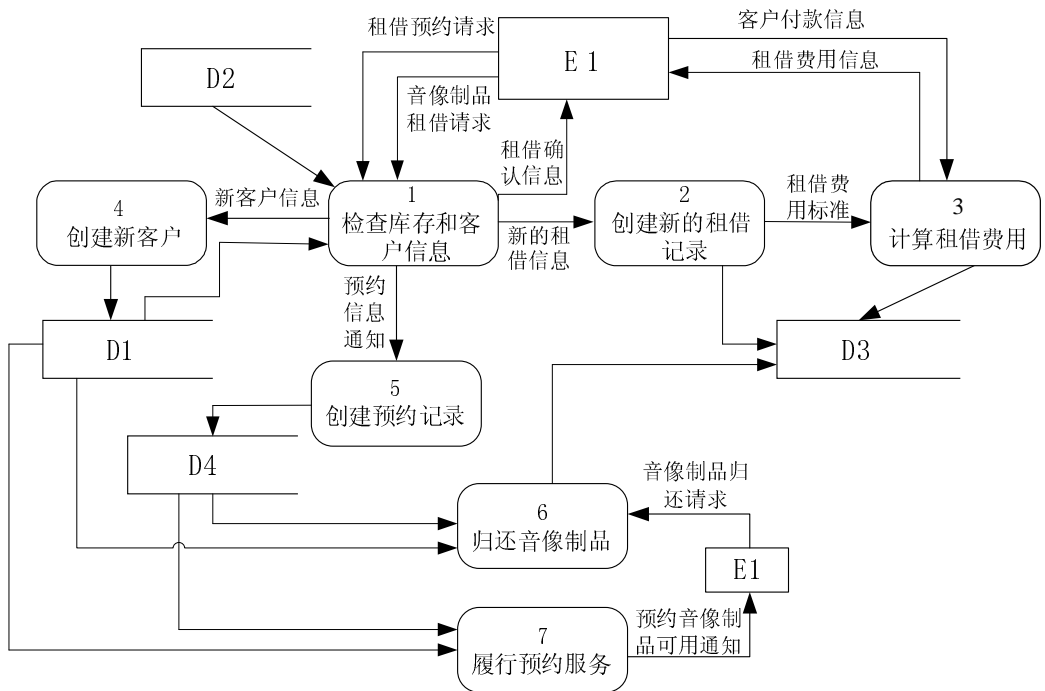 租借预约请求
E1
客户付款信息
租借费用信息
D2
音像制品
租借请求
租借确
认信息
4
创建新客户
新客户信息
1
检查库存和客
户信息
新的租
借信息
2
创建新的租借
记录
租借费
用标准
3
计算租借费用
预约
信息
通知
D1
D3
5
创建预约记录
D4
音像制品归
还请求
6
归还音像制品
E1
7
履行预约服务
预约音像制
品可用通知